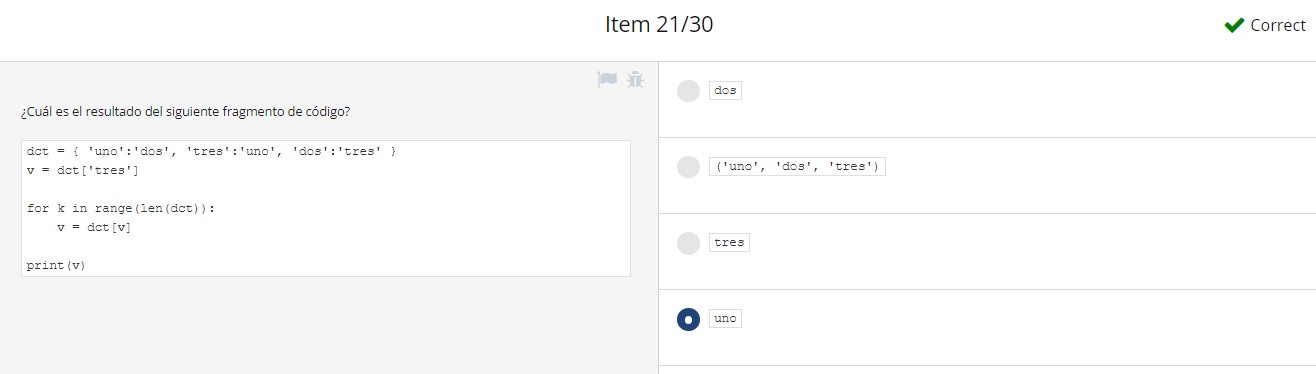 Item 21/30
Correct
¿Cuál es el resultado del siguiente fragmento de código?
dct = { 'uno':'dos', 'tres':'uno', 'dos':'tres' }
v = dct['tres']
for k in range(len(dct)):
    v = dct[v]
print(v)
dos
('uno', 'dos', 'tres')
tres
uno